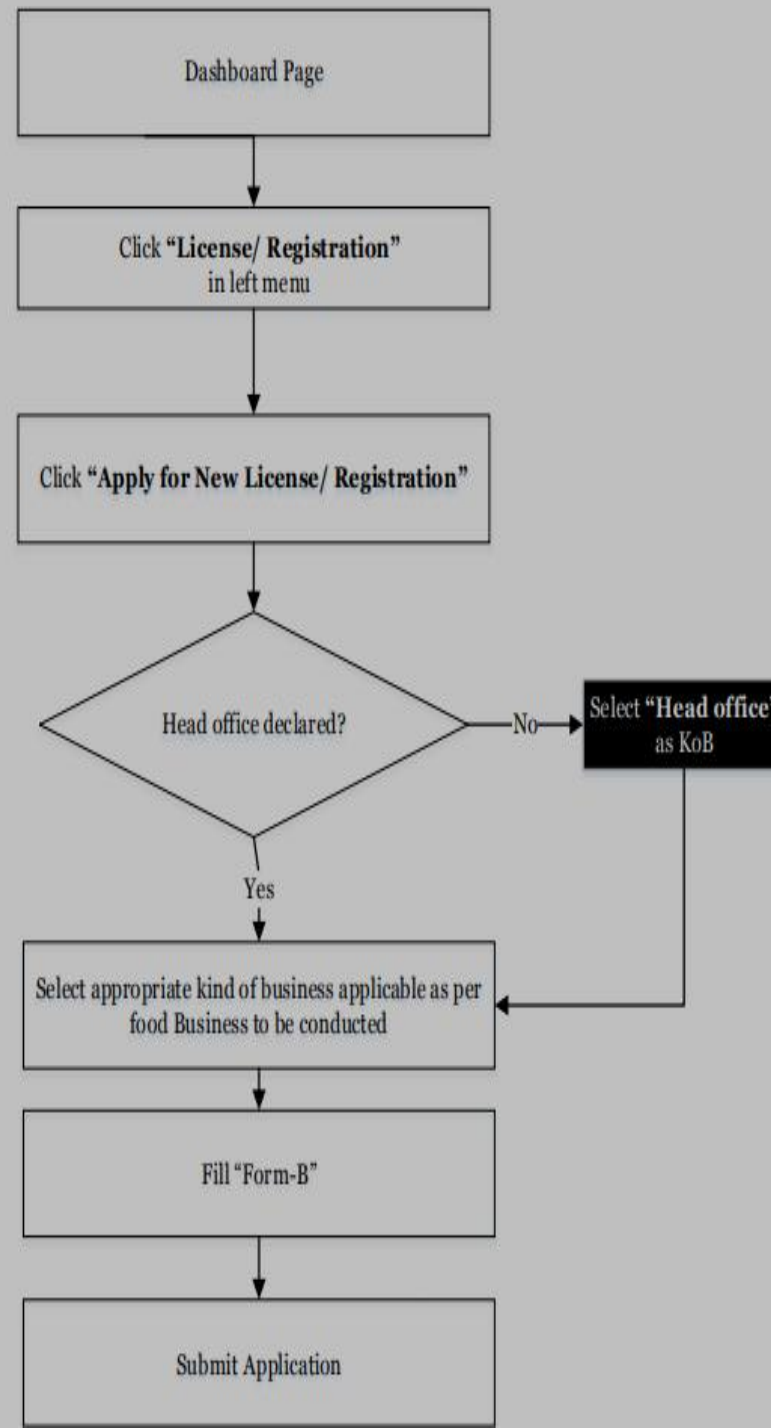 Dashboard Page
Click “License/ Registration”
in left menu
Click “Apply for New License/ Registration”
Head office declared?
No
Select “Head office”
as KoB
Yes
Select appropriate kind of business applicable as per
food Business to be conducted
Fill “Form-B”
Submit Application